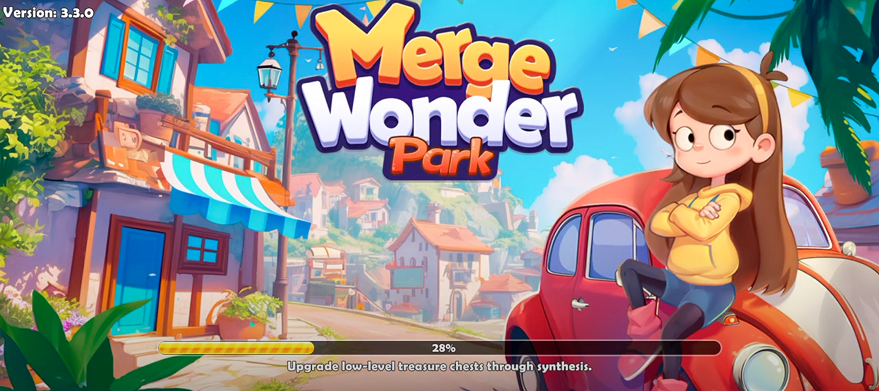 Version: 3.3.0
Merge
Wonder
Park
28%
Upgrade low-level treasure chests through synthesis.